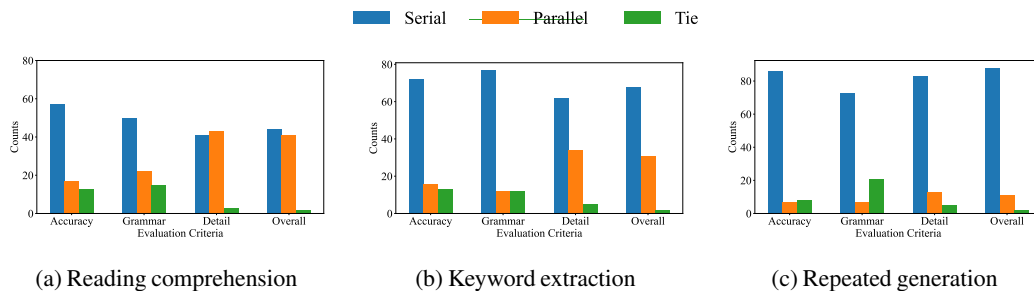 Serial Parallel Tie
80
60
40
20
0
Counts
Accuracy Grammar Detail Overall
Evaluation Criteria
(a) Reading comprehension
80
60
40
20
0
Counts
Accuracy Grammar Detail Overall
Evaluation Criteria
(b) Keyword extraction
80
60
40
20
0
Counts
Accuracy Grammar Detail Overall
Evaluation Criteria
(c) Repeated generation